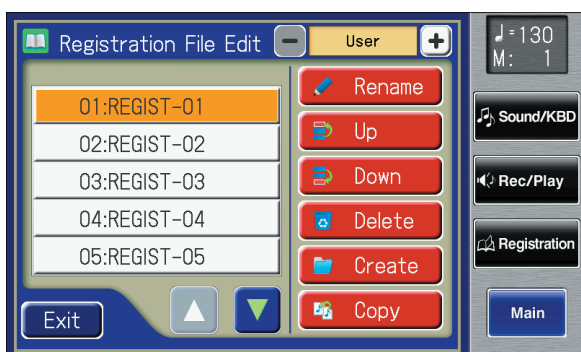 Registration File Edit
User
♩=130
M: 1
01:REGIST-01
02:REGIST-02
03:REGIST-03
04:REGIST-04
05:REGIST-05
Rename
Up
Down
Delete
Create
Copy
Exit
Sound/KBD
Rec/Play
Registration
Main